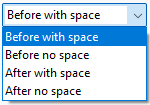 Before with space
Before with space
Before no space
After with space
After no space